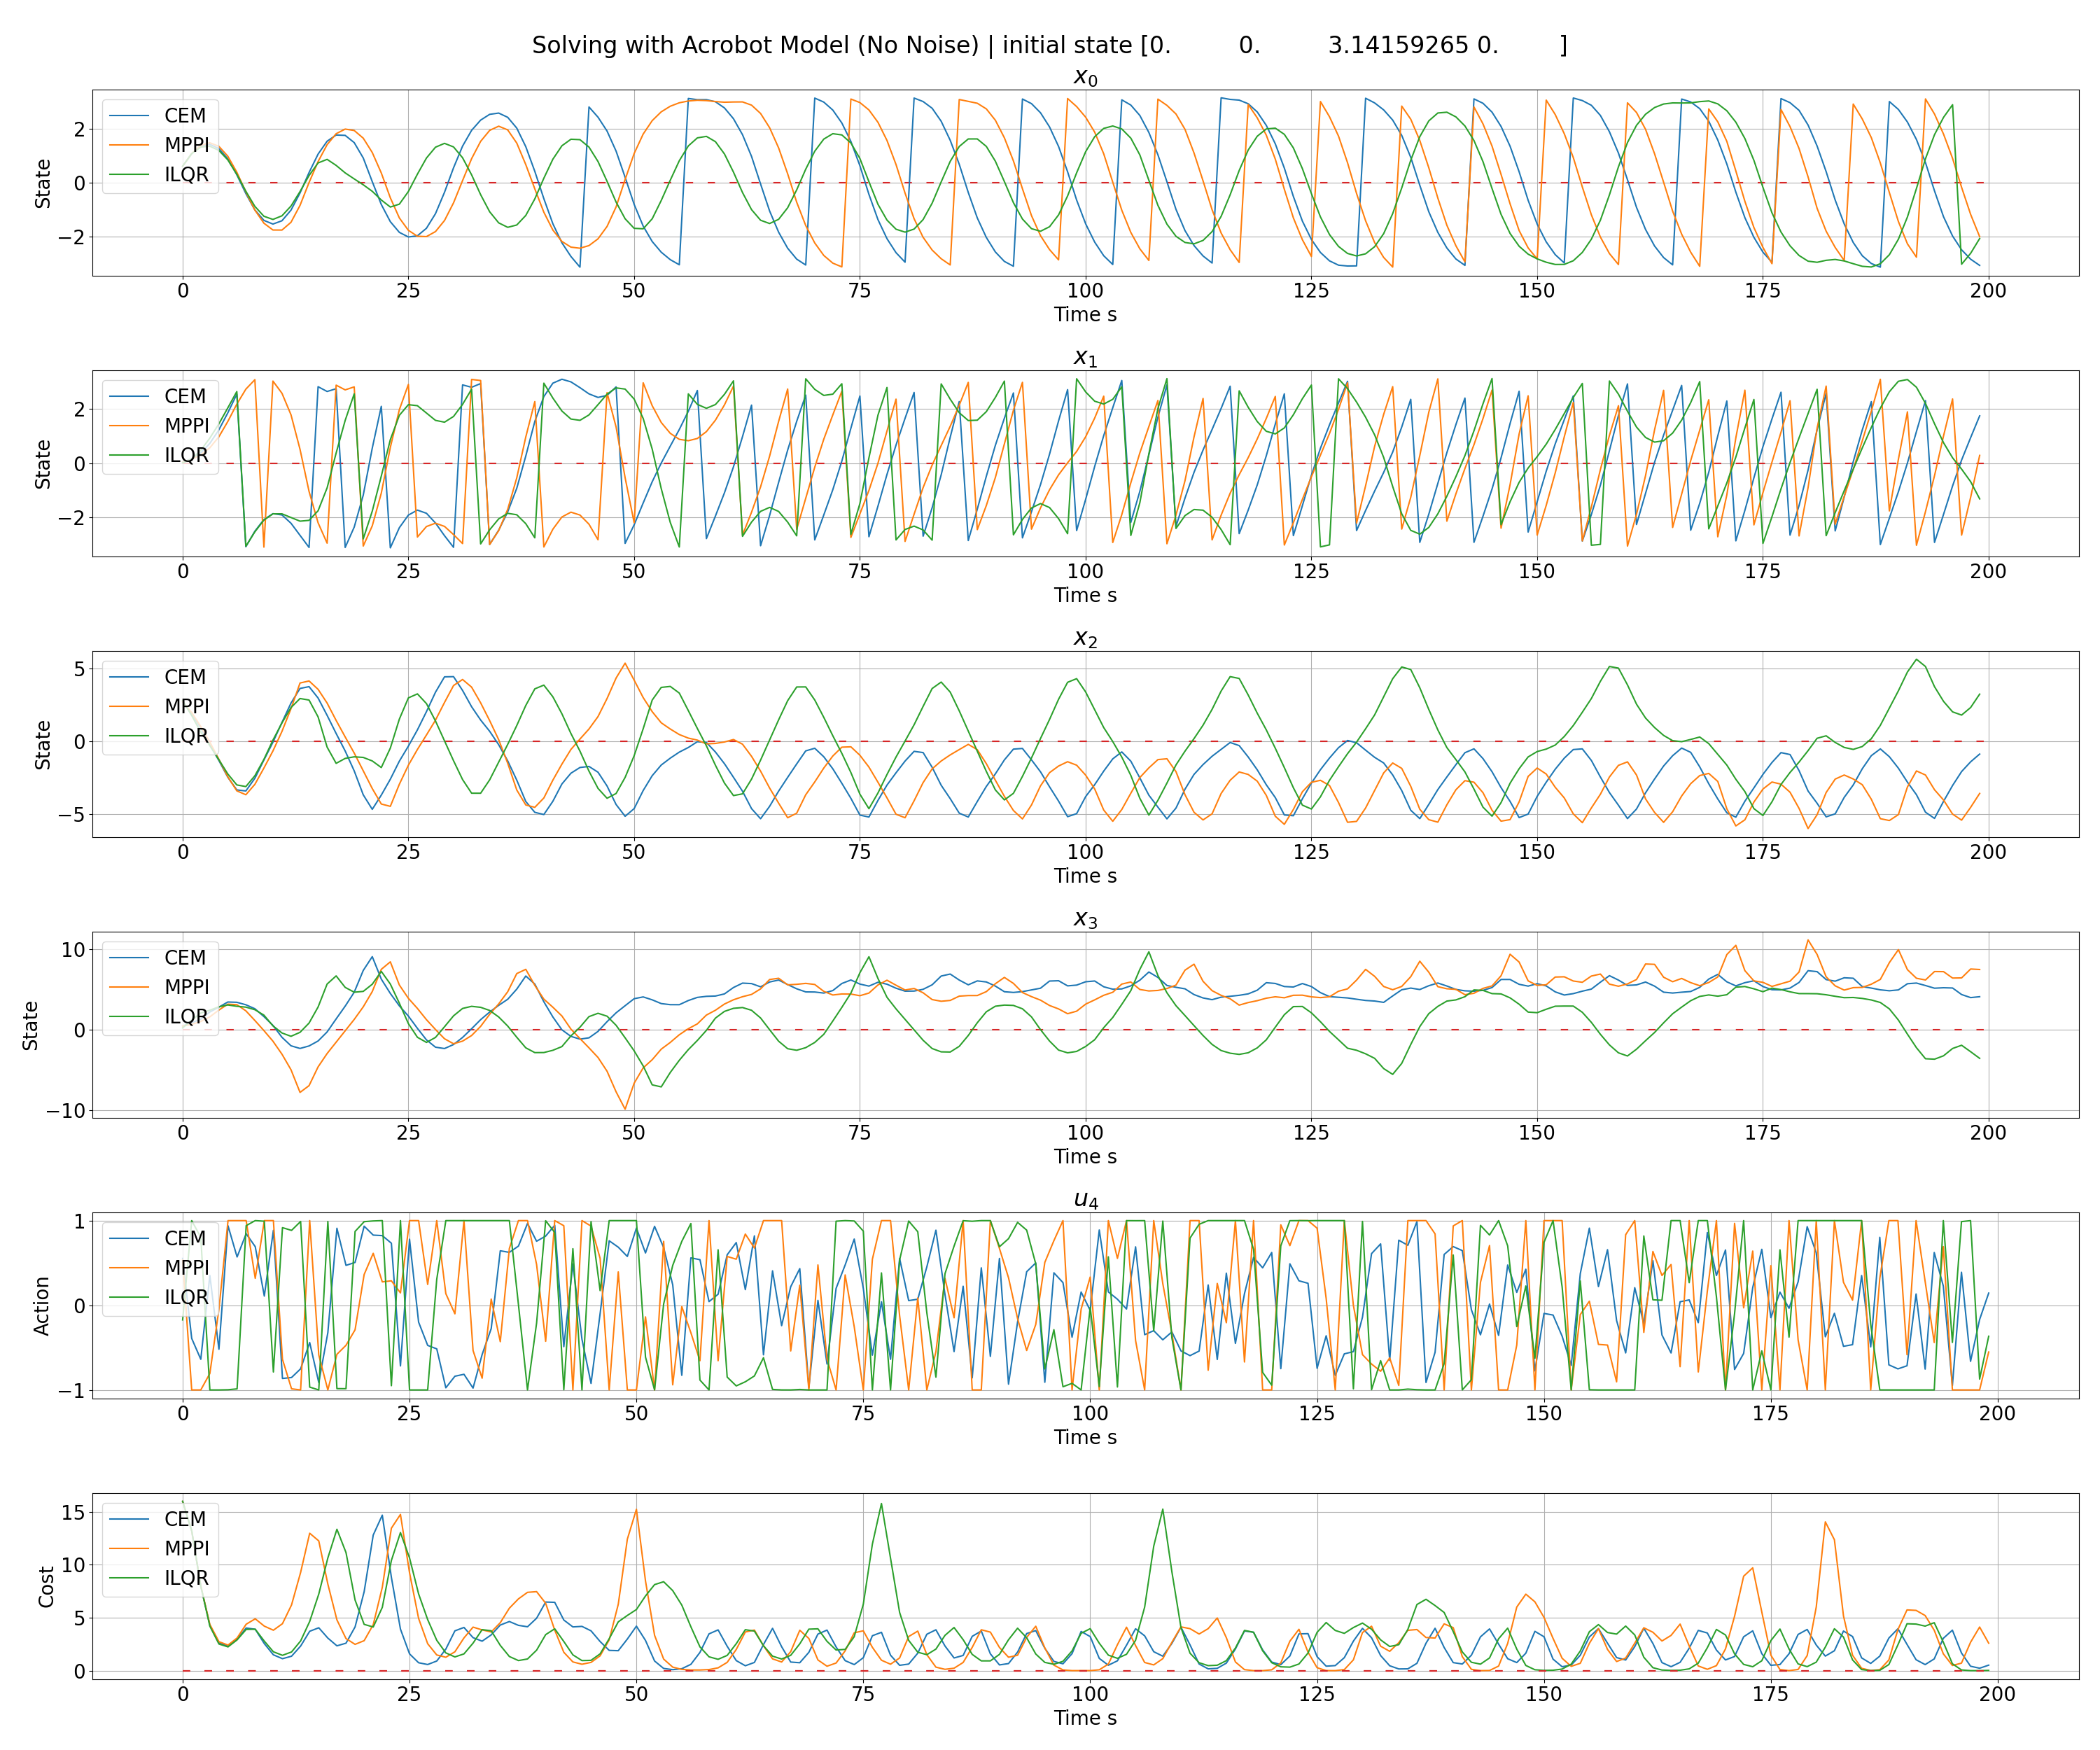 Solving with Acrobot Model (No Noise) | initial state [0. 0. 3.14159265 0. ]
x₀
State
2
0
−2
CEM
MPPI
ILQR
0 25 50 75 100 125 150 175 200
Time s
x₁
State
2
0
−2
CEM
MPPI
ILQR
0 25 50 75 100 125 150 175 200
Time s
x₂
State
5
0
−5
CEM
MPPI
ILQR
0 25 50 75 100 125 150 175 200
Time s
x₃
State
10
0
−10
CEM
MPPI
ILQR
0 25 50 75 100 125 150 175 200
Time s
u₄
Action
1
0
−1
CEM
MPPI
ILQR
0 25 50 75 100 125 150 175 200
Time s
Cost
15
10
5
0
CEM
MPPI
ILQR
0 25 50 75 100 125 150 175 200
Time s